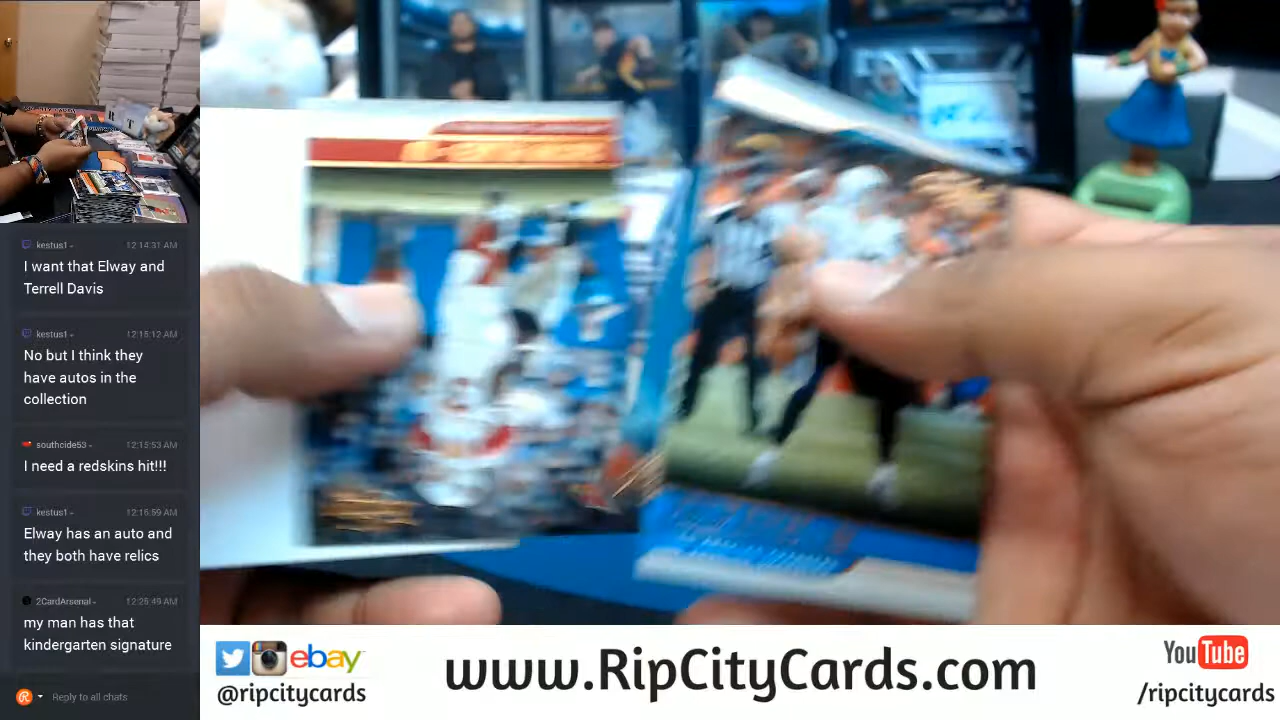 kestus1 12:14:31 AM
I want that Elway and
Terrell Davis
kestus1 12:15:12 AM
No but I think they
have autos in the
collection
southcide53 12:15:53 AM
I need a redskins hit!!!
kestus1 12:16:59 AM
Elway has an auto and
they both have relics
2CardArsenal 12:25:49 AM
my man has that
kindergarten signature
Reply to all chats
ebay
@ripcitycards
www.RipCityCards.com
YouTube
/ripcitycards